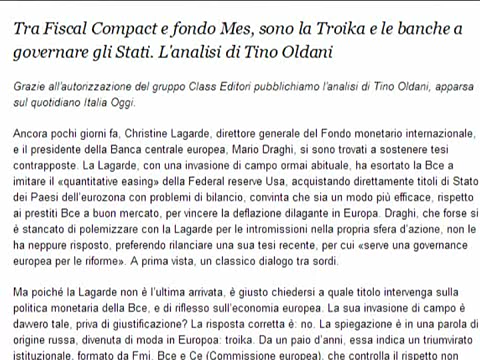 Tra Fiscal Compact e fondo Mes, sono la Troika e le banche a
governare gli Stati. L'analisi di Tino Oldani
Grazie all'autorizzazione del gruppo Class Editori pubblichiamo l'analisi di Tino Oldani, apparsa
sul quotidiano Italia Oggi.
Ancora pochi giorni fa, Christine Lagarde, direttore generale del Fondo monetario internazionale,
e il presidente della Banca centrale europea, Mario Draghi, si sono trovati a sostenere tesi
contrapposte. La Lagarde, con una invasione di campo ormai abituale, ha esortato la Bce a
imitare il «quantitative easing» della Federal reserve Usa, acquistando direttamente titoli di Stato
dei Paesi dell'eurozona con problemi di bilancio, convinta che sia un modo più efficace, rispetto
ai prestiti Bce a buon mercato, per vincere la deflazione dilagante in Europa. Draghi, che forse si
è stancato di polemizzare con la Lagarde per le intromissioni nella propria sfera d'azione, non le
ha neppure risposto, preferendo rilanciare una sua tesi recente, per cui «serve una governance
europea per le riforme». A prima vista, un classico dialogo tra sordi.
Ma poiché la Lagarde non è l'ultima arrivata, è giusto chiedersi a quale titolo intervenga sulla
politica monetaria della Bce, e di riflesso sull'economia europea. La sua invasione di campo è
davvero tale, priva di giustificazione? La risposta corretta è: no. La spiegazione è in una parola di
origine russa, divenuta di moda in Europa: troika. Da un paio d'anni, essa indica un triumvirato
istituzionale, formato da Fmi, Bce e Ce (Commissione europea), che controlla il rispetto non